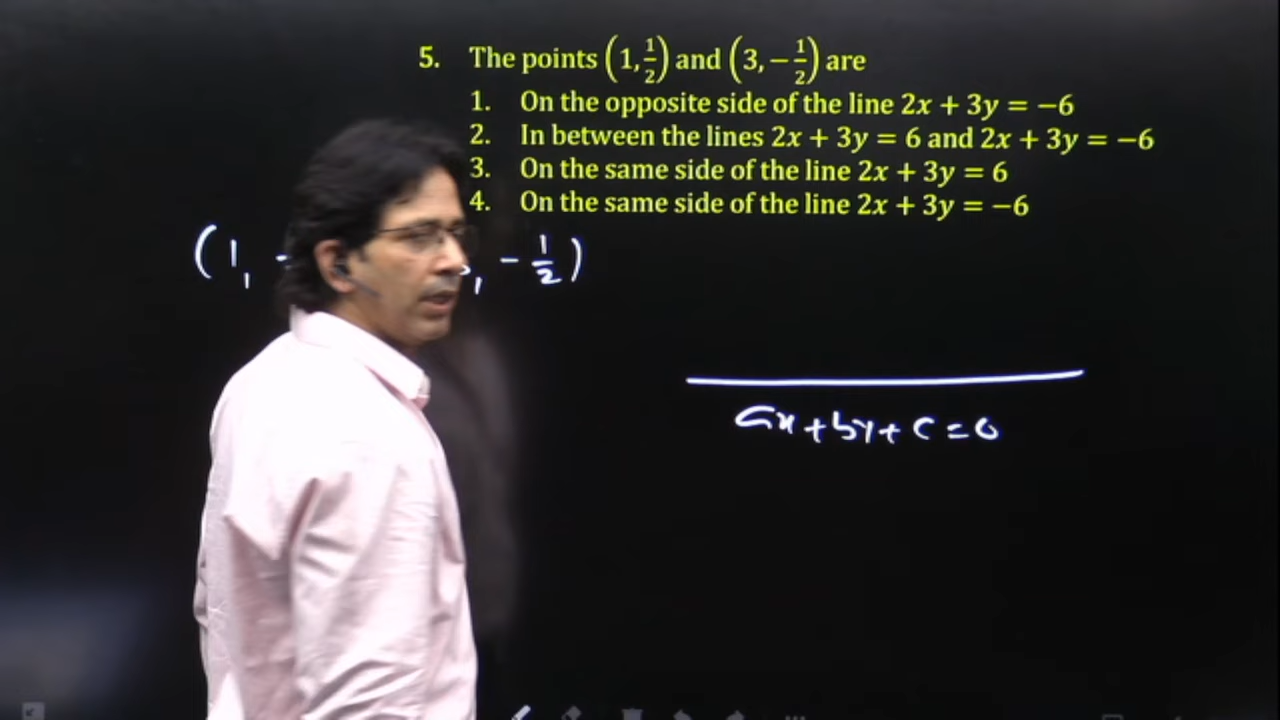 5. The points (1, 1/2) and (3, −1/2) are
1. On the opposite side of the line 2x + 3y = −6
2. In between the lines 2x + 3y = 6 and 2x + 3y = −6
3. On the same side of the line 2x + 3y = 6
4. On the same side of the line 2x + 3y = −6
(1, - , - 1/2)
ax+by+c=0